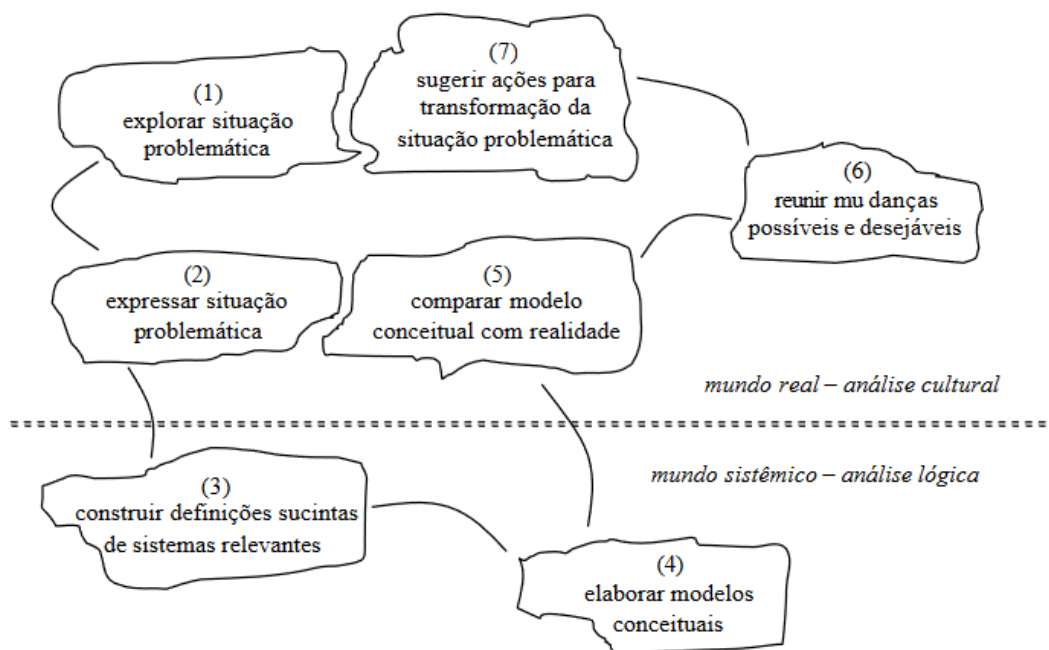 (1)
explorar situação
problemática
(7)
sugerir ações para
transformação da
situação problemática
(6)
reunir mu danças
possíveis e desejáveis
(2)
expressar situação
problemática
(5)
comparar modelo
conceitual com realidade
mundo real – análise cultural
mundo sistêmico – análise lógica
(3)
construir definições sucintas
de sistemas relevantes
(4)
elaborar modelos
conceituais